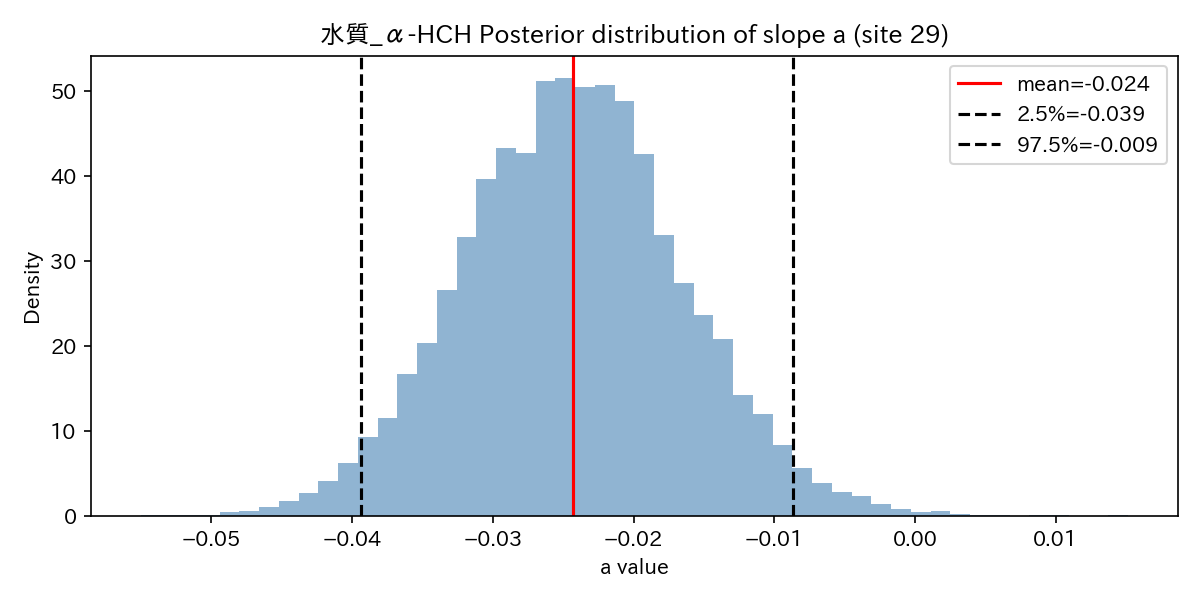 水質_α-HCH Posterior distribution of slope a (site 29)
mean=-0.024
2.5%=-0.039
97.5%=-0.009
Density
50
40
30
20
10
0
−0.05 −0.04 −0.03 −0.02 −0.01 0.00 0.01
a value